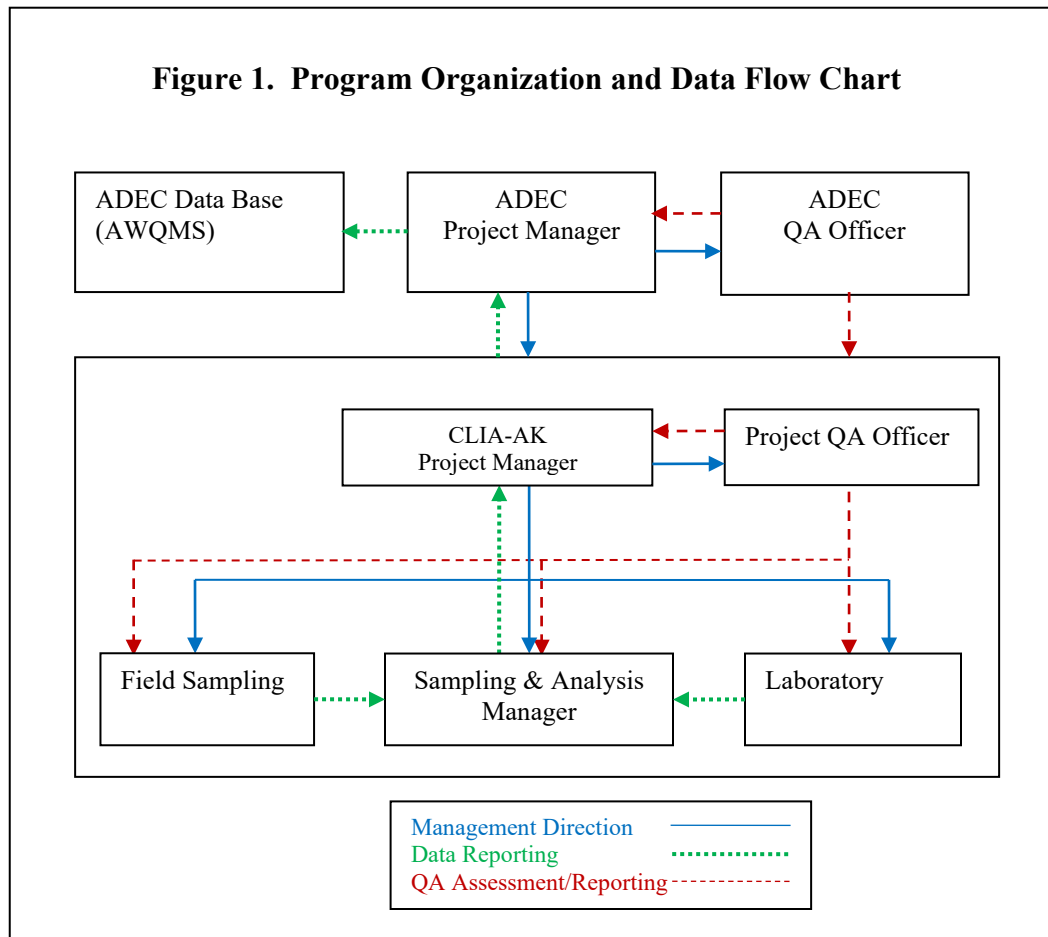 Figure 1.  Program Organization and Data Flow Chart
ADEC Data Base
(AWQMS)
ADEC
Project Manager
ADEC
QA Officer
CLIA-AK
Project Manager
Project QA Officer
Field Sampling
Sampling & Analysis
Manager
Laboratory
Management Direction
Data Reporting
QA Assessment/Reporting